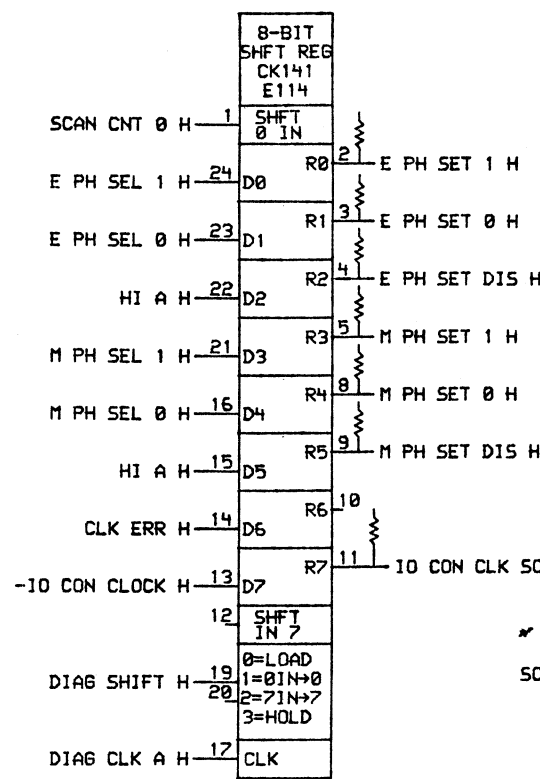 8-BIT
SHFT REG
CK141
E114
SCAN CNT 0 H 1 SHFT
0 IN
R0 2 E PH SET 1 H
E PH SEL 1 H 24 D0
R1 3 E PH SET 0 H
E PH SEL 0 H 23 D1
R2 4 E PH SET DIS H
HI A H 22 D2
R3 5 M PH SET 1 H
M PH SEL 1 H 21 D3
R4 8 M PH SET 0 H
M PH SEL 0 H 16 D4
R5 9 M PH SET DIS H
HI A H 15 D5
R6 10
CLK ERR H 14 D6
R7 11 IO CON CLK SC
-IO CON CLOCK H 13 D7
12 SHFT
IN 7
0=LOAD
DIAG SHIFT H 19 1=0IN→0
20 2=7IN→7
3=HOLD
SC
DIAG CLK A H 17 CLK